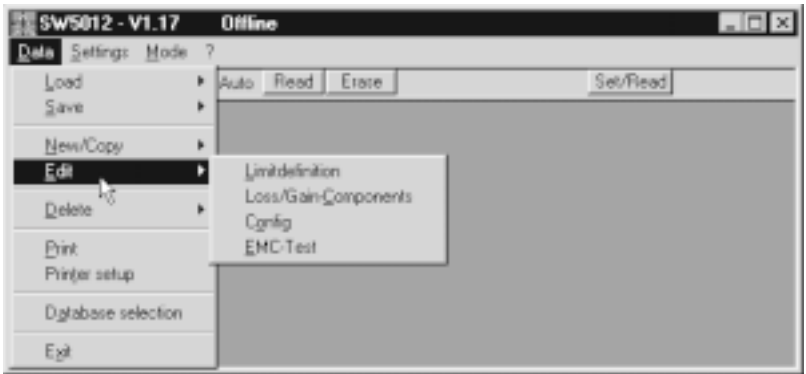 SW5012 - V1.17 Offline
Data Settings Mode ?
Auto Read Erase Set/Read
Load
Save
New/Copy
Edit
Delete
Print
Printer setup
Database selection
Exit
Limitdefinition
Loss/Gain-Components
Config
EMC-Test